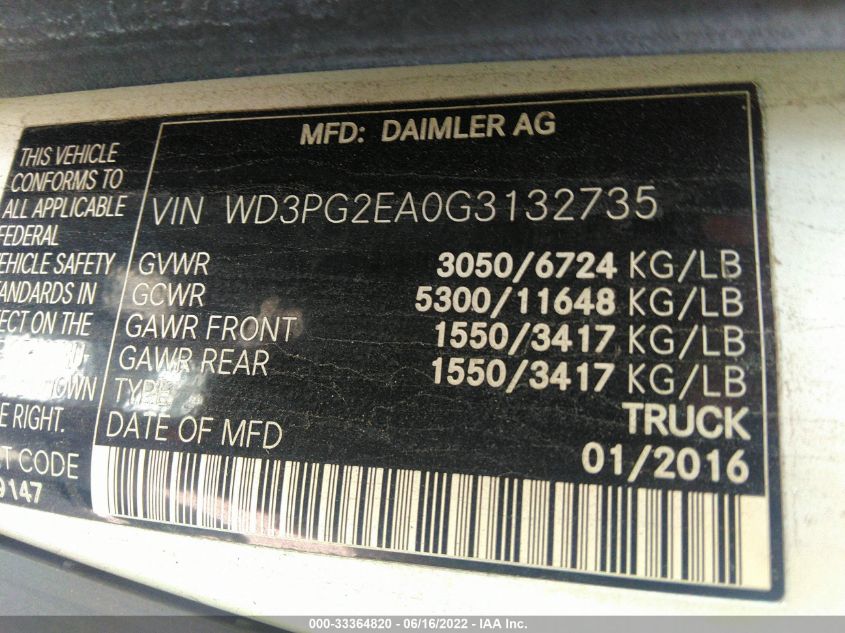 MFD: DAIMLER AG
THIS VEHICLE
CONFORMS TO
ALL APPLICABLE
FEDERAL
VEHICLE SAFETY
STANDARDS IN
ON THE
RIGHT.
CODE
9147
VIN WD3PG2EA0G3132735
GVWR 3050/6724 KG/LB
GCWR 5300/11648 KG/LB
GAWR FRONT 1550/3417 KG/LB
GAWR REAR 1550/3417 KG/LB
TYPE TRUCK
DATE OF MFD 01/2016
000-33364820 - 06/16/2022 - IAA Inc.